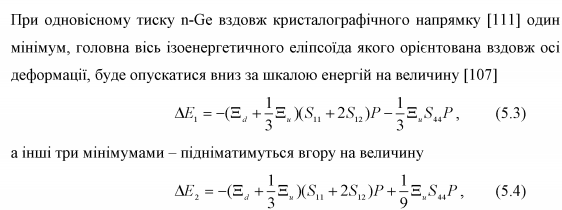 При одновісному тиску n-Ge вздовж кристалографічного напрямку [111] один
мінімум, головна вісь ізоенергетичного еліпсоїда якого орієнтована вздовж осі
деформації, буде опускатися вниз за шкалою енергій на величину [107]
ΔE₁ = −(Ξ_d + 1/3 Ξ_u)(S₁₁ + 2S₁₂)P − 1/3 Ξ_u S₄₄P , (5.3)
а інші три мінімумами – підніматимуться вгору на величину
ΔE₂ = −(Ξ_d + 1/3 Ξ_u)(S₁₁ + 2S₁₂)P + 1/9 Ξ_u S₄₄P , (5.4)